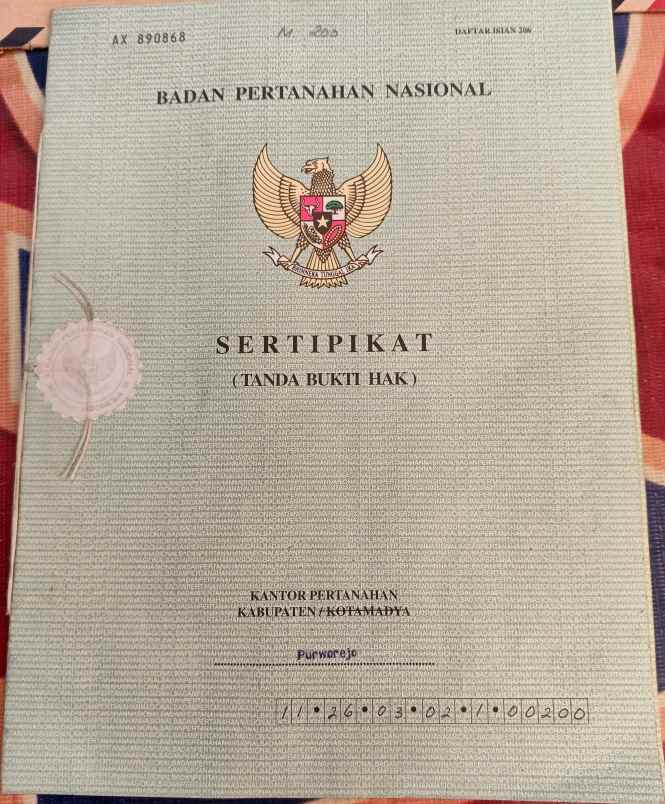 AX 890868
M. 200
DAFTAR ISIAN 206
BADAN PERTANAHAN NASIONAL
BHINNEKA TUNGGAL IKA
SERTIPIKAT
( TANDA BUKTI HAK )
KANTOR PERTANAHAN
KABUPATEN / KOTAMADYA
Purworejo
11 • 26 • 03 • 02 • 1 • 00200